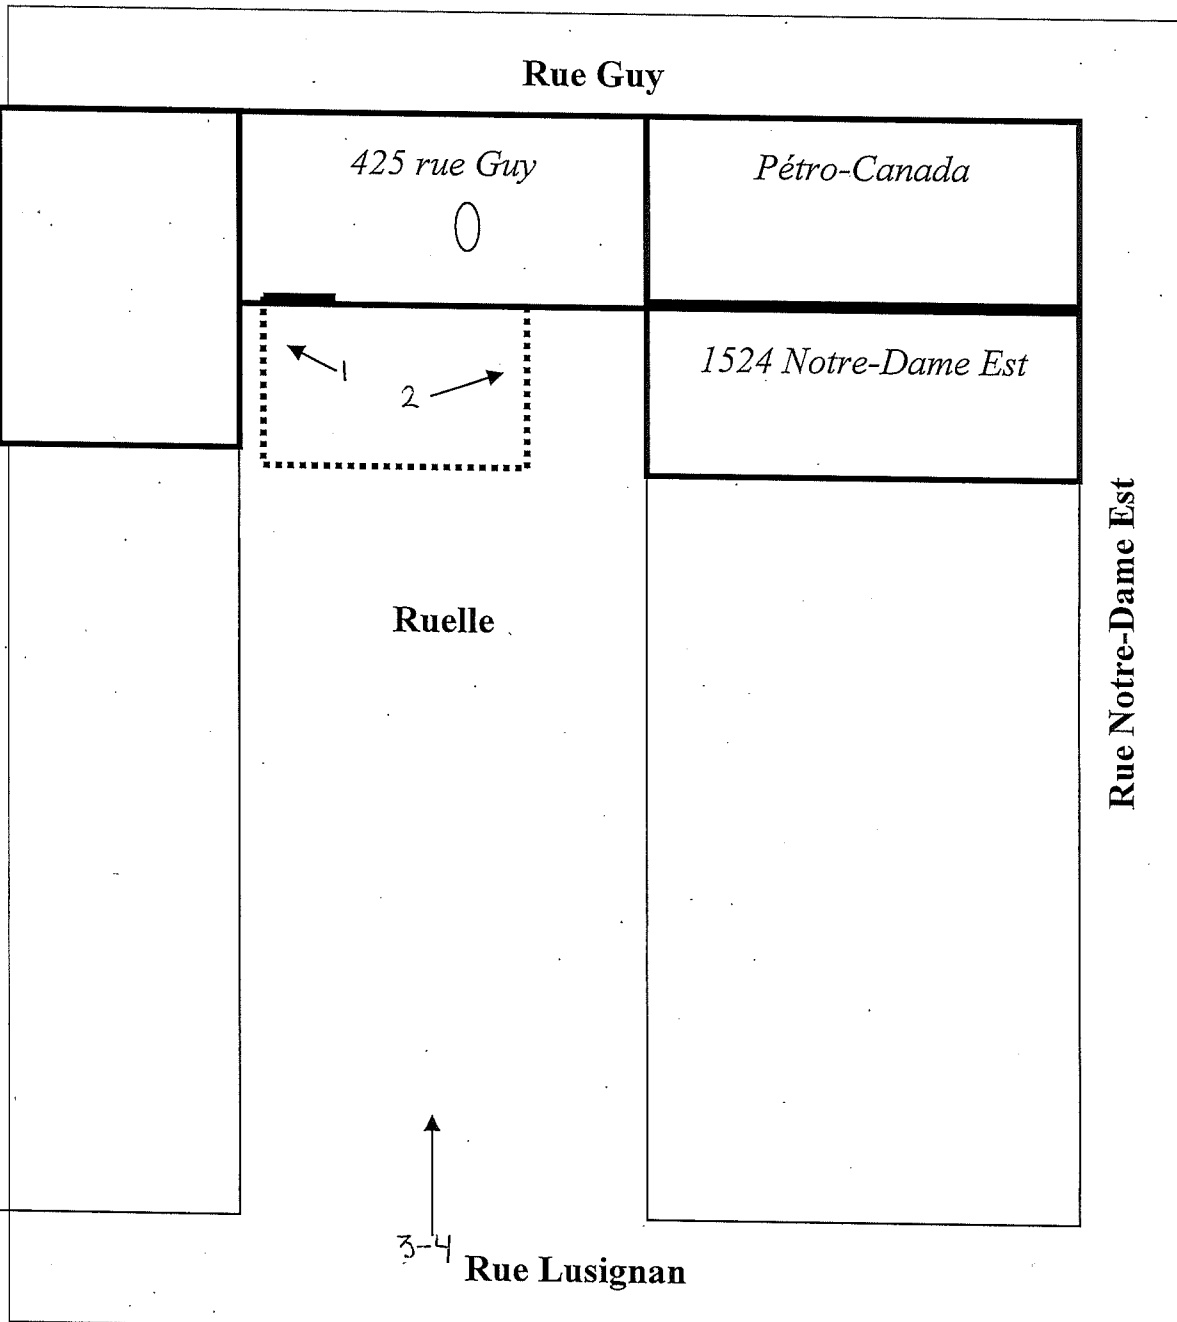 Rue Guy
425 rue Guy
Pétro-Canada
1524 Notre-Dame Est
1
2
Ruelle
Rue Notre-Dame Est
3-4
Rue Lusignan